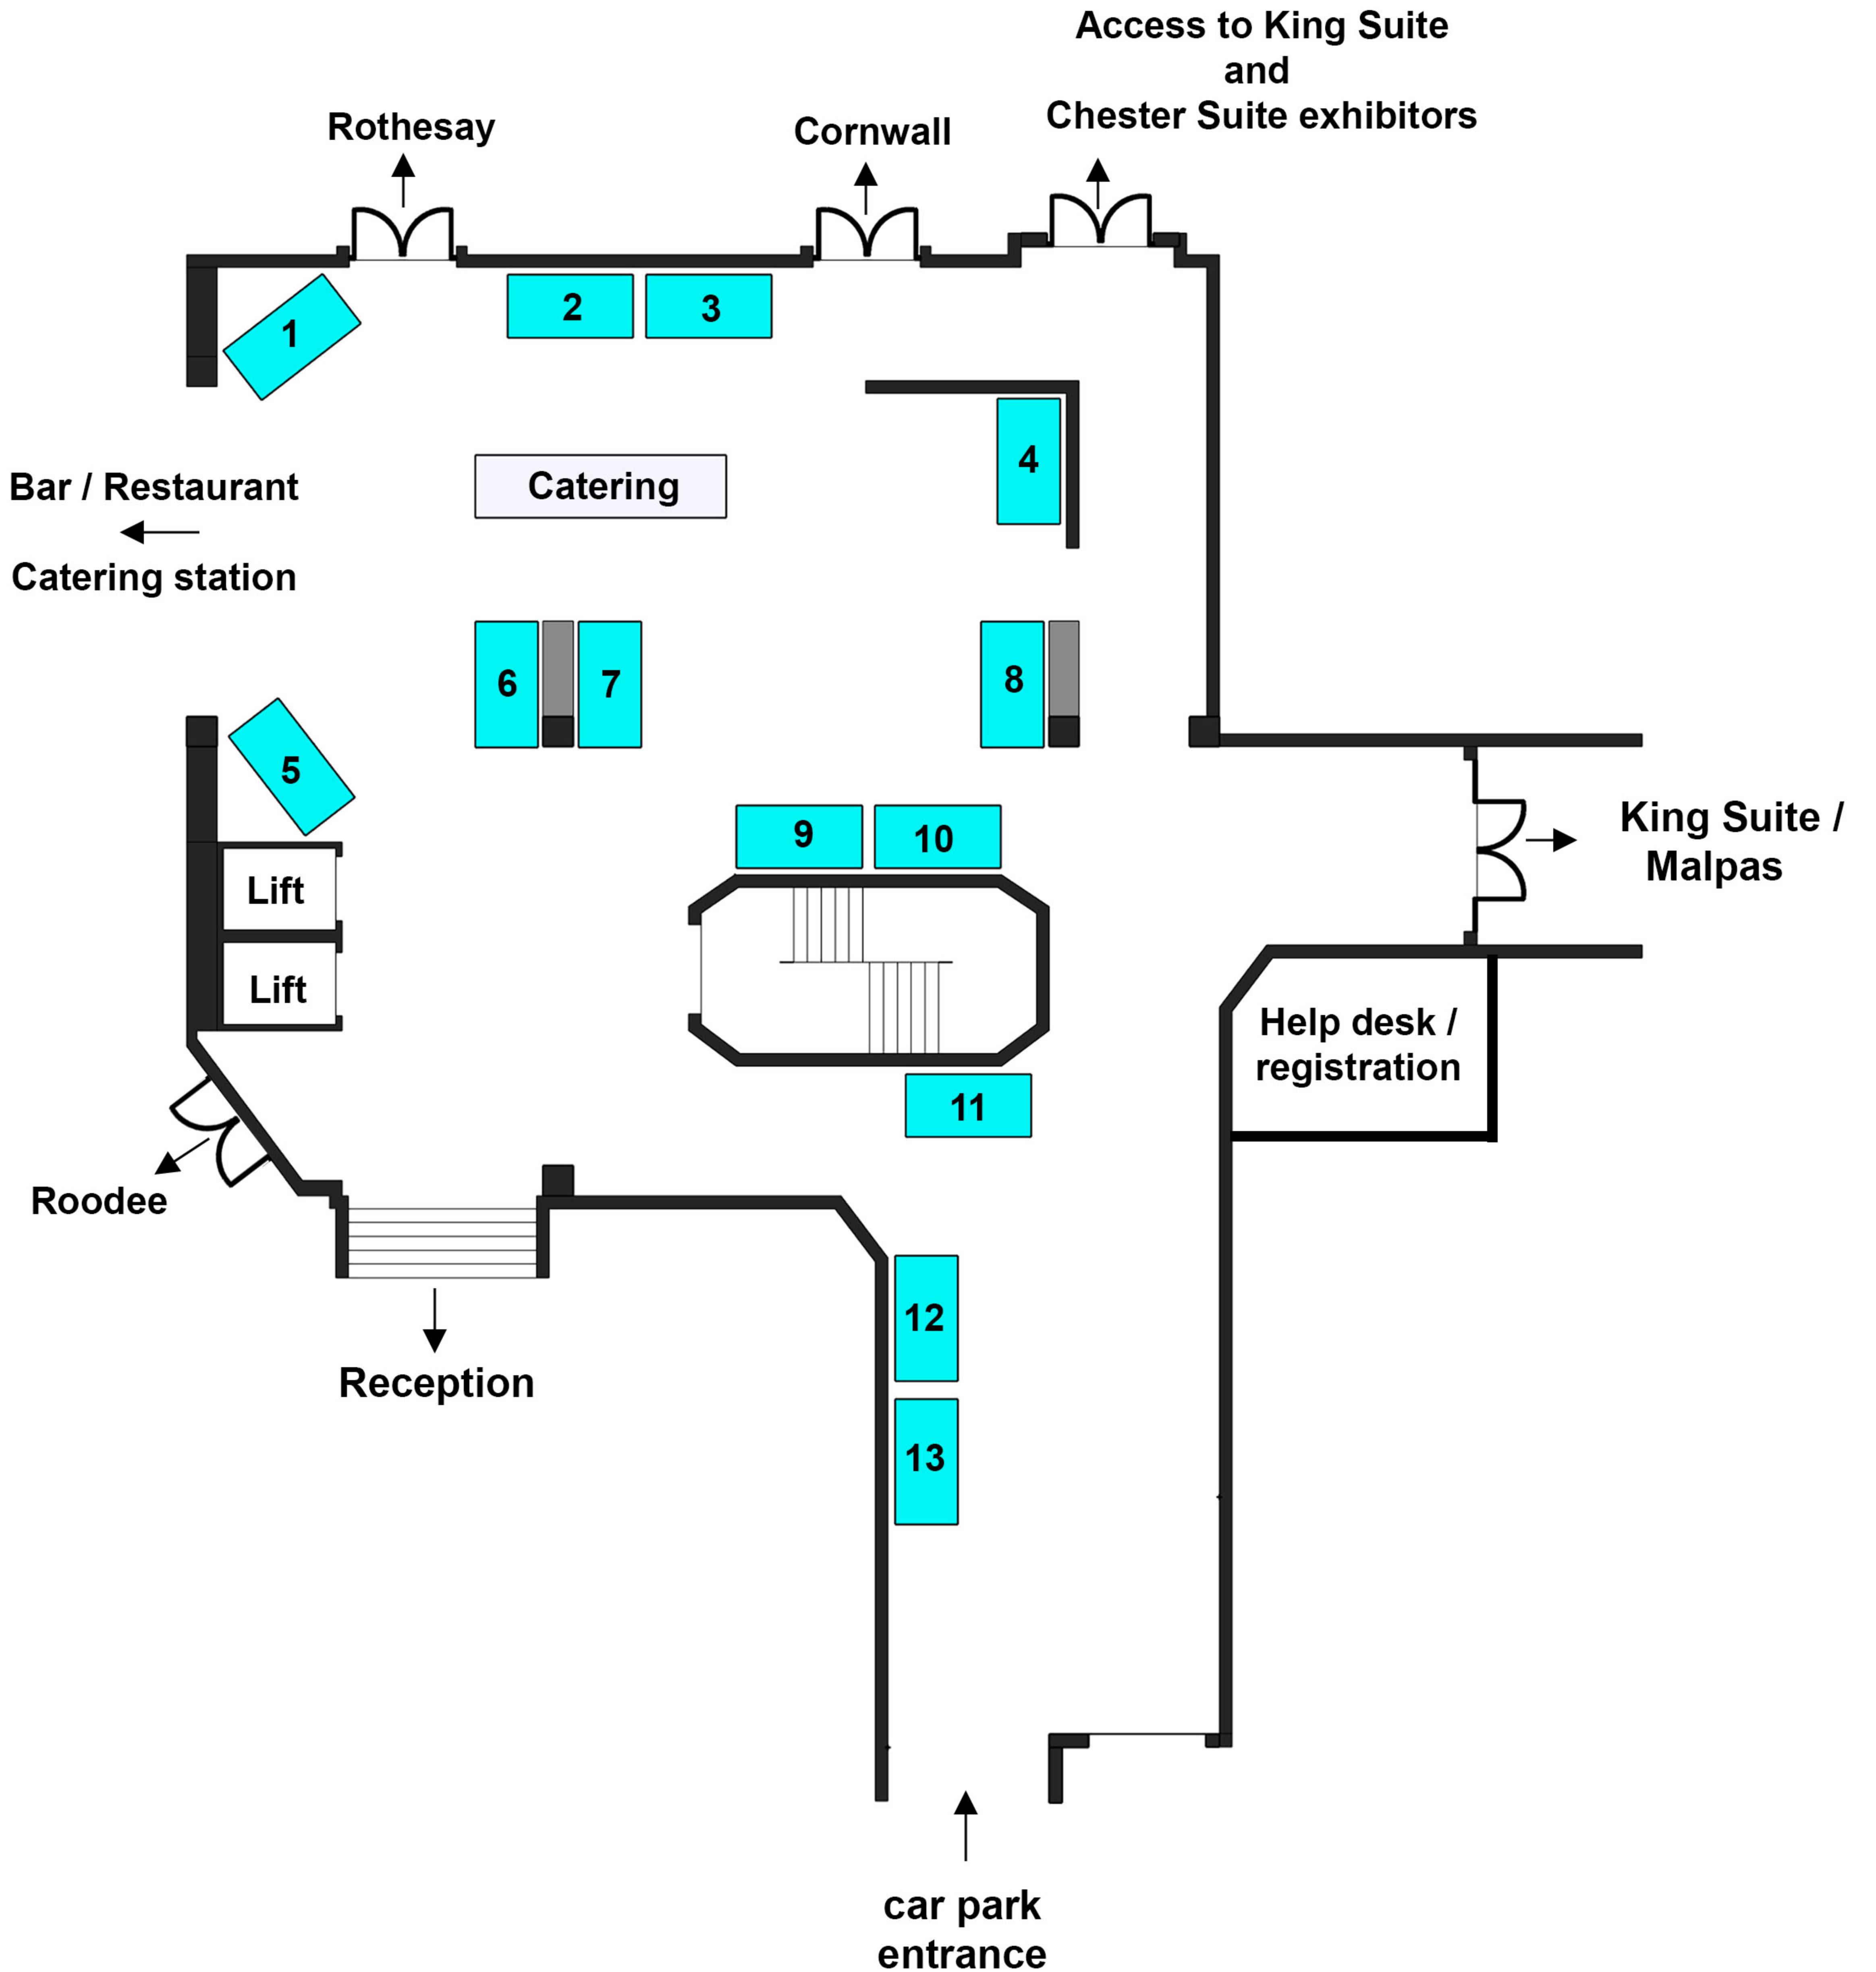 Access to King Suite
and
Chester Suite exhibitors
Rothesay
Cornwall
1
2
3
4
Bar / Restaurant
Catering station
Catering
6
7
8
5
9
10
King Suite /
Malpas
Lift
Lift
Help desk /
registration
11
Roodee
12
Reception
13
car park
entrance